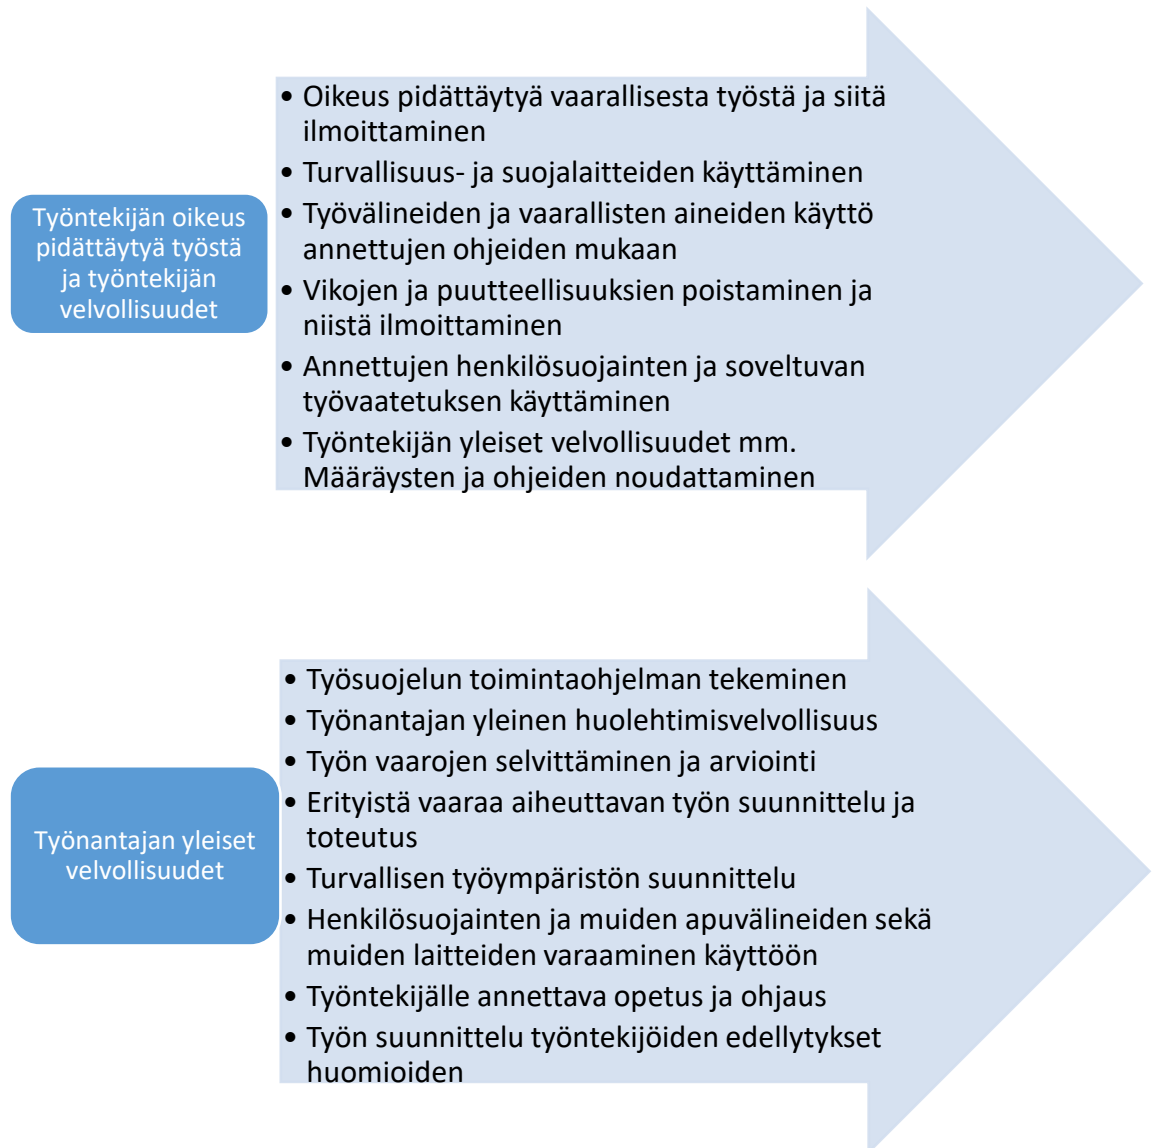 Työntekijän oikeus
pidättäytyä työstä
ja työntekijän
velvollisuudet
• Oikeus pidättäytyä vaarallisesta työstä ja siitä
ilmoittaminen
• Turvallisuus- ja suojalaitteiden käyttäminen
• Työvälineiden ja vaarallisten aineiden käyttö
annettujen ohjeiden mukaan
• Vikojen ja puutteellisuuksien poistaminen ja
niistä ilmoittaminen
• Annettujen henkilösuojainten ja soveltuvan
työvaatetuksen käyttäminen
• Työntekijän yleiset velvollisuudet mm.
Määräysten ja ohjeiden noudattaminen
Työnantajan yleiset
velvollisuudet
• Työsuojelun toimintaohjelman tekeminen
• Työnantajan yleinen huolehtimisvelvollisuus
• Työn vaarojen selvittäminen ja arviointi
• Erityistä vaaraa aiheuttavan työn suunnittelu ja
toteutus
• Turvallisen työympäristön suunnittelu
• Henkilösuojainten ja muiden apuvälineiden sekä
muiden laitteiden varaaminen käyttöön
• Työntekijälle annettava opetus ja ohjaus
• Työn suunnittelu työntekijöiden edellytykset
huomioiden